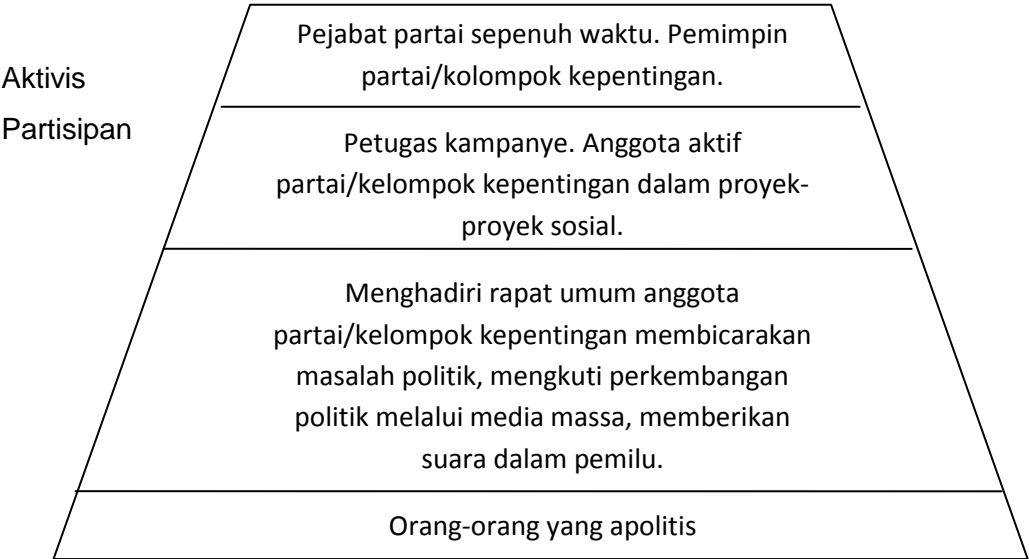 Pejabat partai sepenuh waktu. Pemimpin
partai/kolompok kepentingan.
Aktivis
Partisipan
Petugas kampanye. Anggota aktif
partai/kelompok kepentingan dalam proyek-
proyek sosial.
Menghadiri rapat umum anggota
partai/kelompok kepentingan membicarakan
masalah politik, mengkuti perkembangan
politik melalui media massa, memberikan
suara dalam pemilu.
Orang-orang yang apolitis